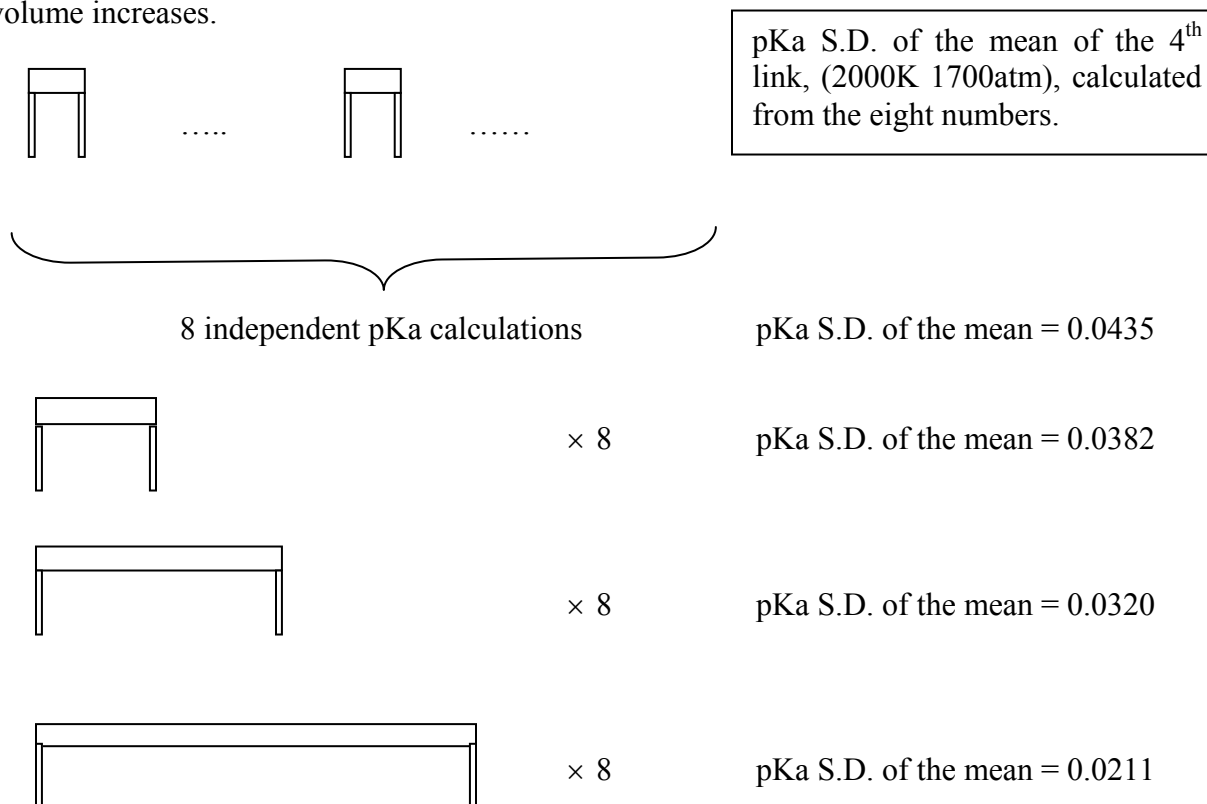 volume increases.
pKa S.D. of the mean of the 4th
link, (2000K 1700atm), calculated
from the eight numbers.
….. ……
8 independent pKa calculations pKa S.D. of the mean = 0.0435
× 8 pKa S.D. of the mean = 0.0382
× 8 pKa S.D. of the mean = 0.0320
× 8 pKa S.D. of the mean = 0.0211